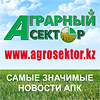 АГРАРНЫЙ
СЕКТОР
www.agrosektor.kz
САМЫЕ ЗНАЧИМЫЕ
НОВОСТИ АПК